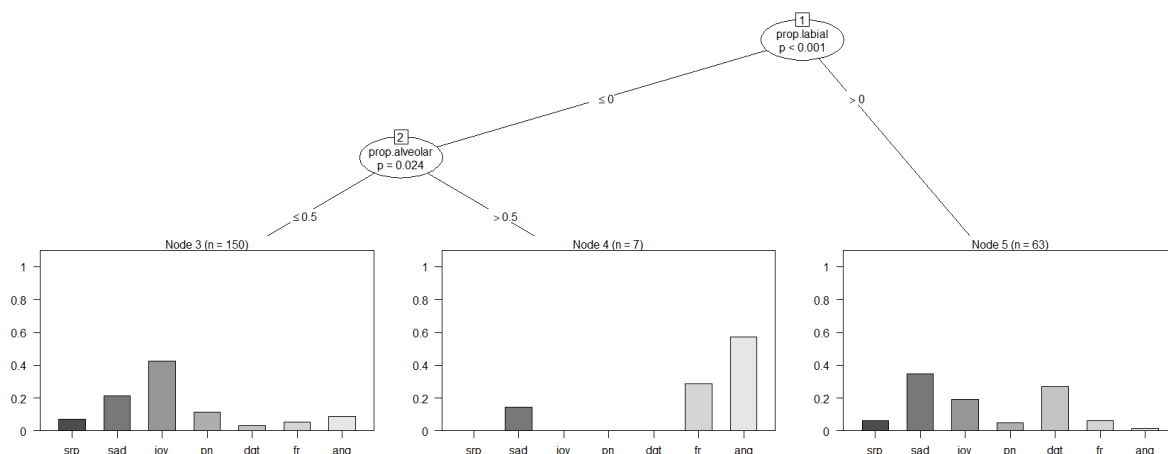 1
prop.labial
p < 0.001
≤ 0
> 0
2
prop.alveolar
p = 0.024
≤ 0.5
> 0.5
Node 3 (n = 150)
1
0.8
0.6
0.4
0.2
0
srp sad joy pn dgt fr ang
Node 4 (n = 7)
1
0.8
0.6
0.4
0.2
0
srp sad joy pn dgt fr ang
Node 5 (n = 63)
1
0.8
0.6
0.4
0.2
0
srp sad joy pn dgt fr ang